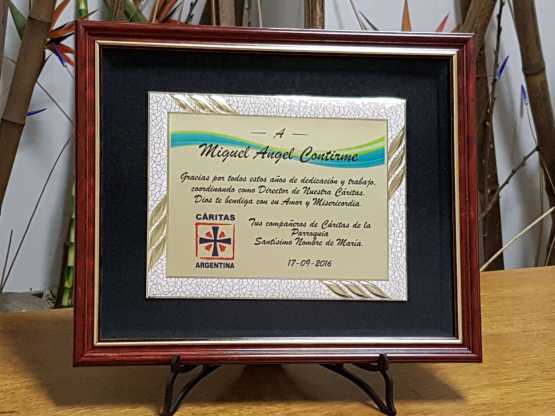 — A —
Miguel Angel Contirme
Gracias por todos estos años de dedicación y trabajo,
coordinando como Director de Nuestra Cáritas.
Dios te bendiga con su Amor y Misericordia.
CÁRITAS
ARGENTINA
Tus compañeros de Cáritas de la
Parroquia
Santísimo Nombre de María.
17-09-2016